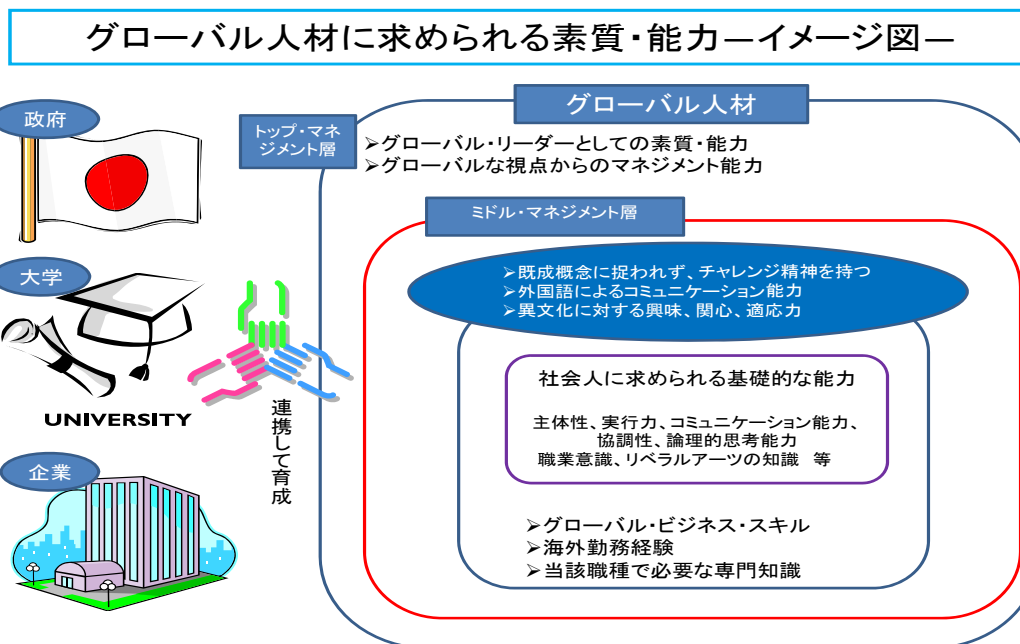 グローバル人材に求められる素質・能力―イメージ図―
政府
大学
UNIVERSITY
企業
連携して育成
グローバル人材
トップ・マネ
ジメント層
➢グローバル・リーダーとしての素質・能力
➢グローバルな視点からのマネジメント能力
ミドル・マネジメント層
➢既成概念に捉われず、チャレンジ精神を持つ
➢外国語によるコミュニケーション能力
➢異文化に対する興味、関心、適応力
社会人に求められる基礎的な能力
主体性、実行力、コミュニケーション能力、
協調性、論理的思考能力
職業意識、リベラルアーツの知識 等
➢グローバル・ビジネス・スキル
➢海外勤務経験
➢当該職種で必要な専門知識